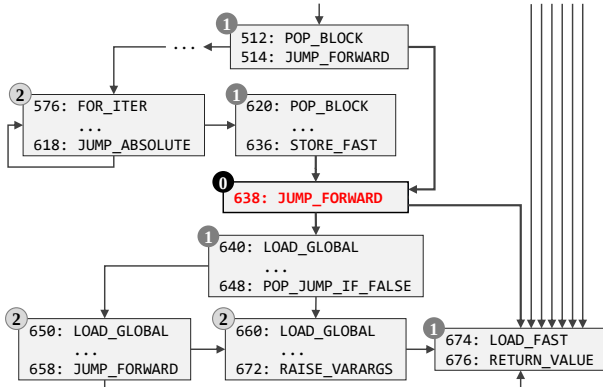 1
512: POP_BLOCK
514: JUMP_FORWARD
...
2
576: FOR_ITER
...
618: JUMP_ABSOLUTE
1
620: POP_BLOCK
...
636: STORE_FAST
0
638: JUMP_FORWARD
1
640: LOAD_GLOBAL
...
648: POP_JUMP_IF_FALSE
2
650: LOAD_GLOBAL
...
658: JUMP_FORWARD
2
660: LOAD_GLOBAL
...
672: RAISE_VARARGS
1
674: LOAD_FAST
676: RETURN_VALUE